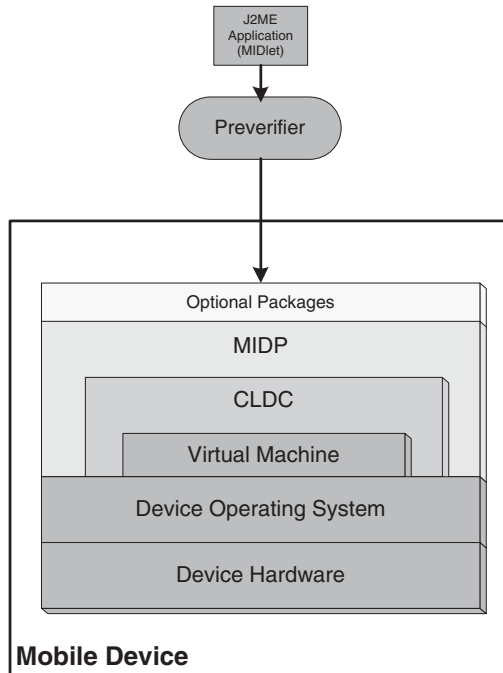 J2ME
Application
(MIDlet)
Preverifier
Optional Packages
MIDP
CLDC
Virtual Machine
Device Operating System
Device Hardware
Mobile Device